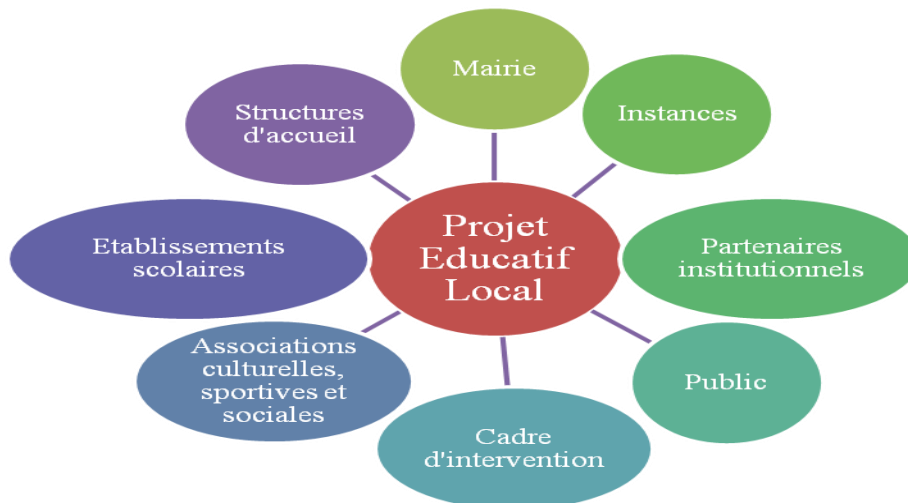 Mairie
Instances
Structures
d'accueil
Projet
Educatif
Local
Etablissements
scolaires
Partenaires
institutionnels
Associations
culturelles,
sportives et
sociales
Public
Cadre
d'intervention